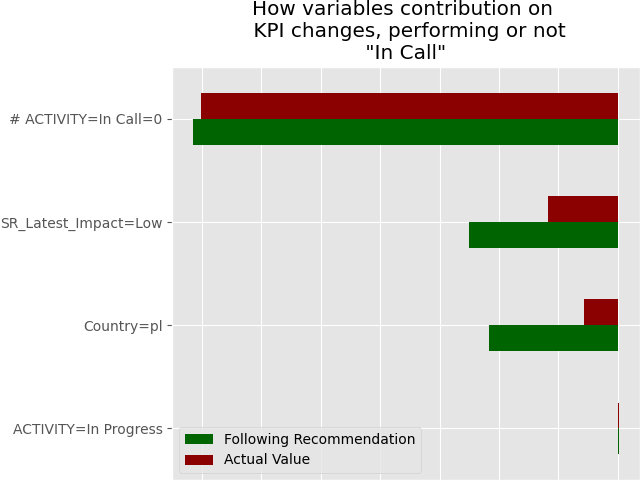 How variables contribution on
KPI changes, performing or not
"In Call"
# ACTIVITY=In Call=0
SR_Latest_Impact=Low
Country=pl
ACTIVITY=In Progress
Following Recommendation
Actual Value